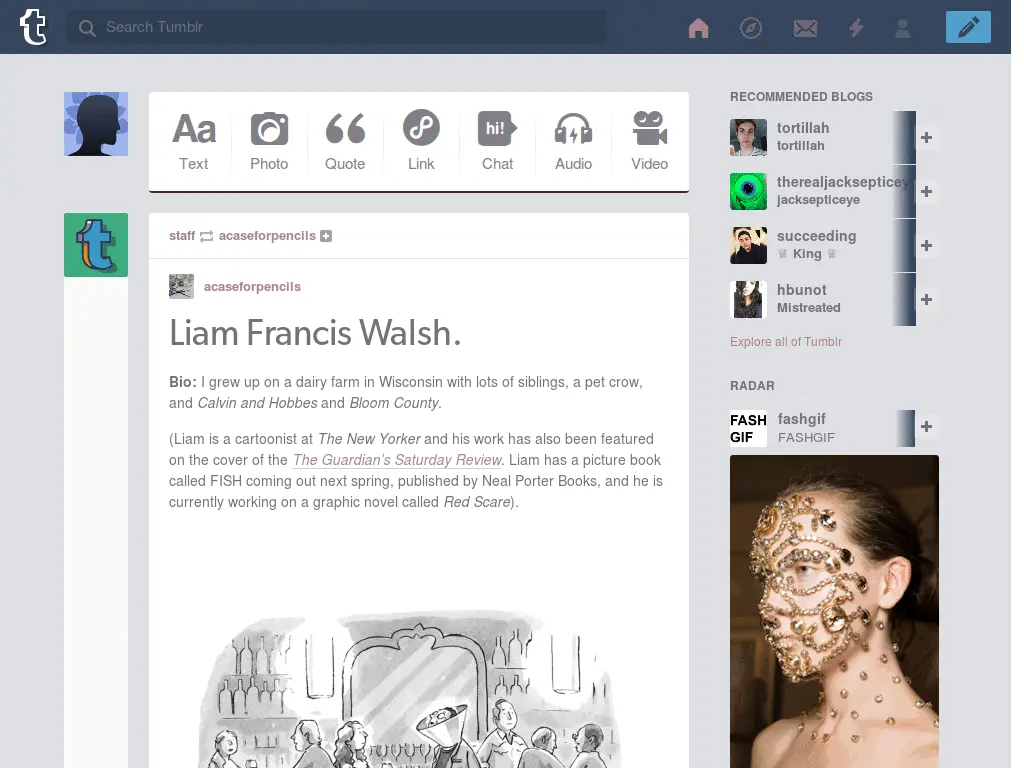 t
Search Tumblr
Aa
hi!
Text
Photo
Quote
Link
Chat
Audio
Video
t
staff acaseforpencils
acaseforpencils
Liam Francis Walsh.
Bio: I grew up on a dairy farm in Wisconsin with lots of siblings, a pet crow,
and Calvin and Hobbes and Bloom County.
(Liam is a cartoonist at The New Yorker and his work has also been featured
on the cover of the The Guardian's Saturday Review. Liam has a picture book
called FISH coming out next spring, published by Neal Porter Books, and he is
currently working on a graphic novel called Red Scare).
RECOMMENDED BLOGS
tortillah
tortillah
therealjacksepticey
jacksepticeye
succeeding
♕ King ♕
hbunot
Mistreated
Explore all of Tumblr
RADAR
FASH
GIF
fashgif
FASHGIF